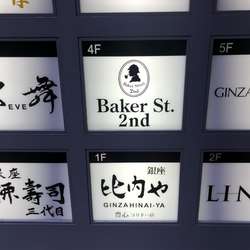 4F
5F
Baker St.
2nd
舞
EVE
GINZ
1F
2F
銀座
比内や
GINZAHINAI-YA
寿司
三代目
LIN